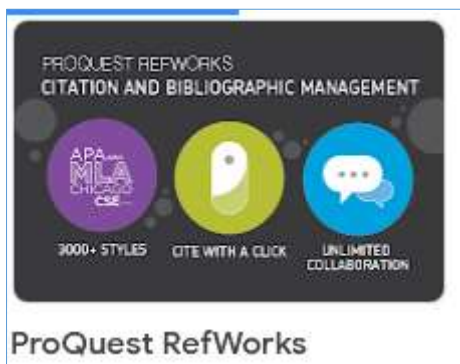 PROQUEST REFWORKS
CITATION AND BIBLIOGRAPHIC MANAGEMENT
APA
MLA
CHICAGO
CSE
3000+ STYLES
CITE WITH A CLICK
UNLIMITED
COLLABORATION
ProQuest RefWorks